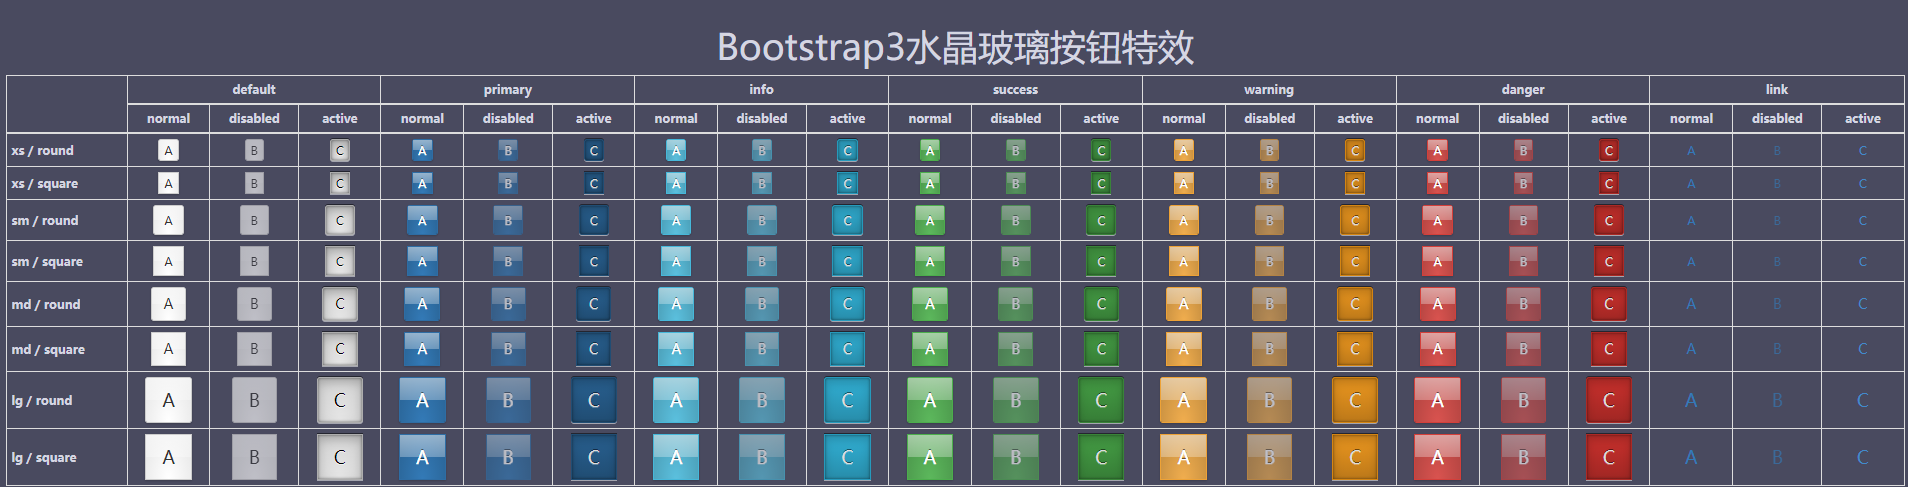 Bootstrap3水晶玻璃按钮特效
default primary info success warning danger link
normal disabled active normal disabled active normal disabled active normal disabled active normal disabled active normal disabled active normal disabled active
xs / round A B C A B C A B C A B C A B C A B C A B C
xs / square A B C A B C A B C A B C A B C A B C A B C
sm / round A B C A B C A B C A B C A B C A B C A B C
sm / square A B C A B C A B C A B C A B C A B C A B C
md / round A B C A B C A B C A B C A B C A B C A B C
md / square A B C A B C A B C A B C A B C A B C A B C
lg / round A B C A B C A B C A B C A B C A B C A B C
lg / square A B C A B C A B C A B C A B C A B C A B C